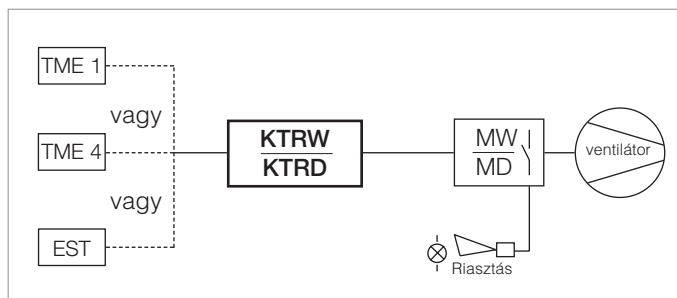 TME 1
vagy
TME 4
vagy
EST
KTRW
KTRD
MW
MD
ventilátor
Riasztás